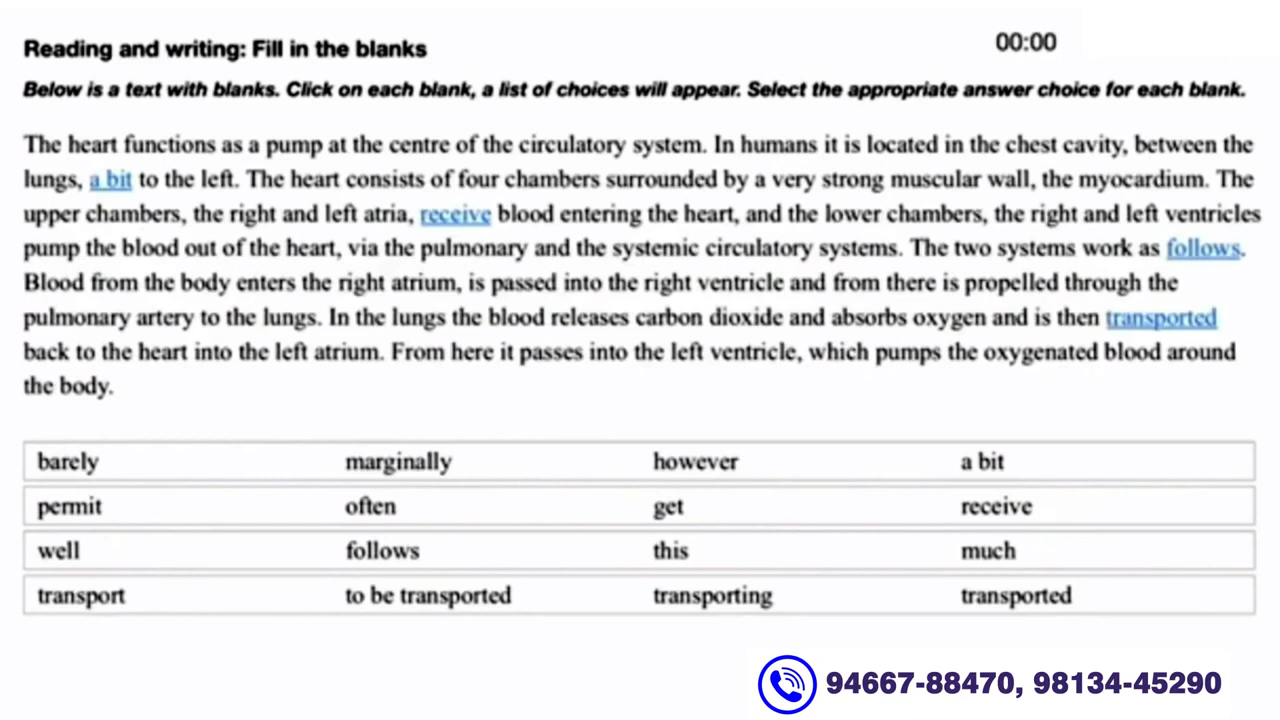 Reading and writing: Fill in the blanks
00:00
Below is a text with blanks. Click on each blank, a list of choices will appear. Select the appropriate answer choice for each blank.
The heart functions as a pump at the centre of the circulatory system. In humans it is located in the chest cavity, between the
lungs, a bit to the left. The heart consists of four chambers surrounded by a very strong muscular wall, the myocardium. The
upper chambers, the right and left atria, receive blood entering the heart, and the lower chambers, the right and left ventricles
pump the blood out of the heart, via the pulmonary and the systemic circulatory systems. The two systems work as follows.
Blood from the body enters the right atrium, is passed into the right ventricle and from there is propelled through the
pulmonary artery to the lungs. In the lungs the blood releases carbon dioxide and absorbs oxygen and is then transported
back to the heart into the left atrium. From here it passes into the left ventricle, which pumps the oxygenated blood around
the body.
barely marginally however a bit
permit often get receive
well follows this much
transport to be transported transporting transported
94667-88470, 98134-45290